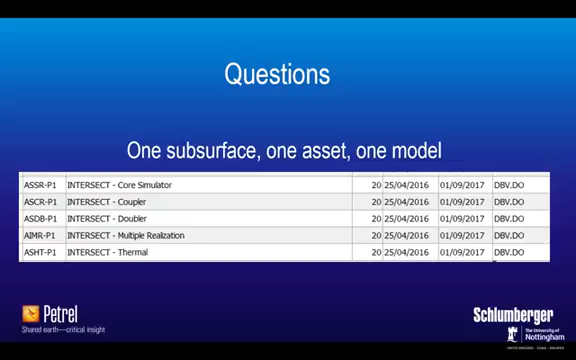 Questions
One subsurface, one asset, one model
ASSR-P1 INTERSECT - Core Simulator 20 25/04/2016 01/09/2017 DBV.DO
ASCR-P1 INTERSECT - Coupler 20 25/04/2016 01/09/2017 DBV.DO
ASDB-P1 INTERSECT - Doubler 20 25/04/2016 01/09/2017 DBV.DO
AIMR-P1 INTERSECT - Multiple Realization 20 25/04/2016 01/09/2017 DBV.DO
ASHT-P1 INTERSECT - Thermal 20 25/04/2016 01/09/2017 DBV.DO
Petrel
Shared earth—critical insight
Schlumberger
The University of
Nottingham
UNITED KINGDOM · CHINA · MALAYSIA